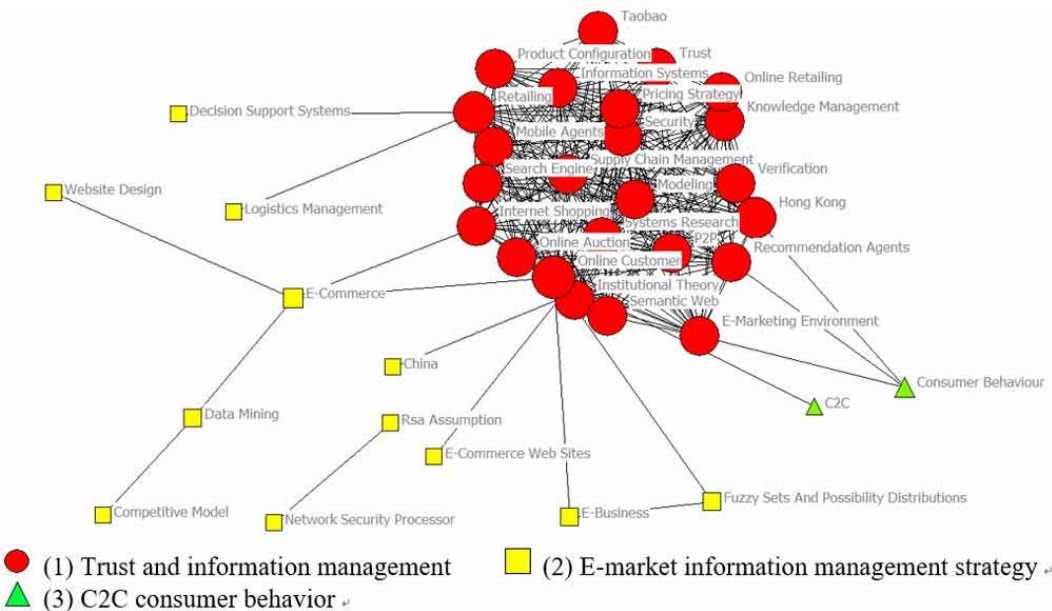 Taobao
Product Configuration
Trust
Information Systems
Online Retailing
Retailing
Pricing Strategy
Decision Support Systems
Knowledge Management
Mobile Agents
Security
Supply Chain Management
Search Engine
Verification
Website Design
Modeling
Hong Kong
Logistics Management
Internet Shopping
Systems Research
P2P
Online Auction
Recommendation Agents
Online Customer
Institutional Theory
E-Commerce
Semantic Web
E-Marketing Environment
China
Consumer Behaviour
C2C
Data Mining
Rsa Assumption
E-Commerce Web Sites
Fuzzy Sets And Possibility Distributions
Competitive Model
Network Security Processor
E-Business
(1) Trust and information management
(2) E-market information management strategy
(3) C2C consumer behavior